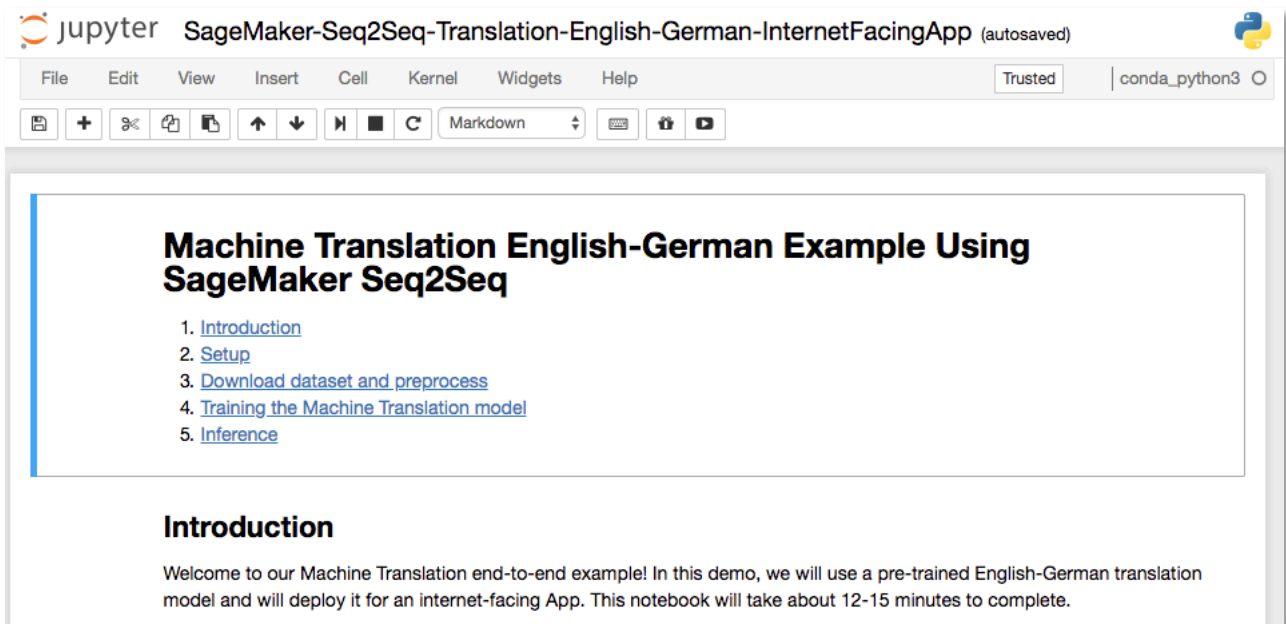 jupyter SageMaker-Seq2Seq-Translation-English-German-InternetFacingApp (autosaved)
File Edit View Insert Cell Kernel Widgets Help Trusted conda_python3
Markdown
Machine Translation English-German Example Using
SageMaker Seq2Seq
1. Introduction
2. Setup
3. Download dataset and preprocess
4. Training the Machine Translation model
5. Inference
Introduction
Welcome to our Machine Translation end-to-end example! In this demo, we will use a pre-trained English-German translation
model and will deploy it for an internet-facing App. This notebook will take about 12-15 minutes to complete.